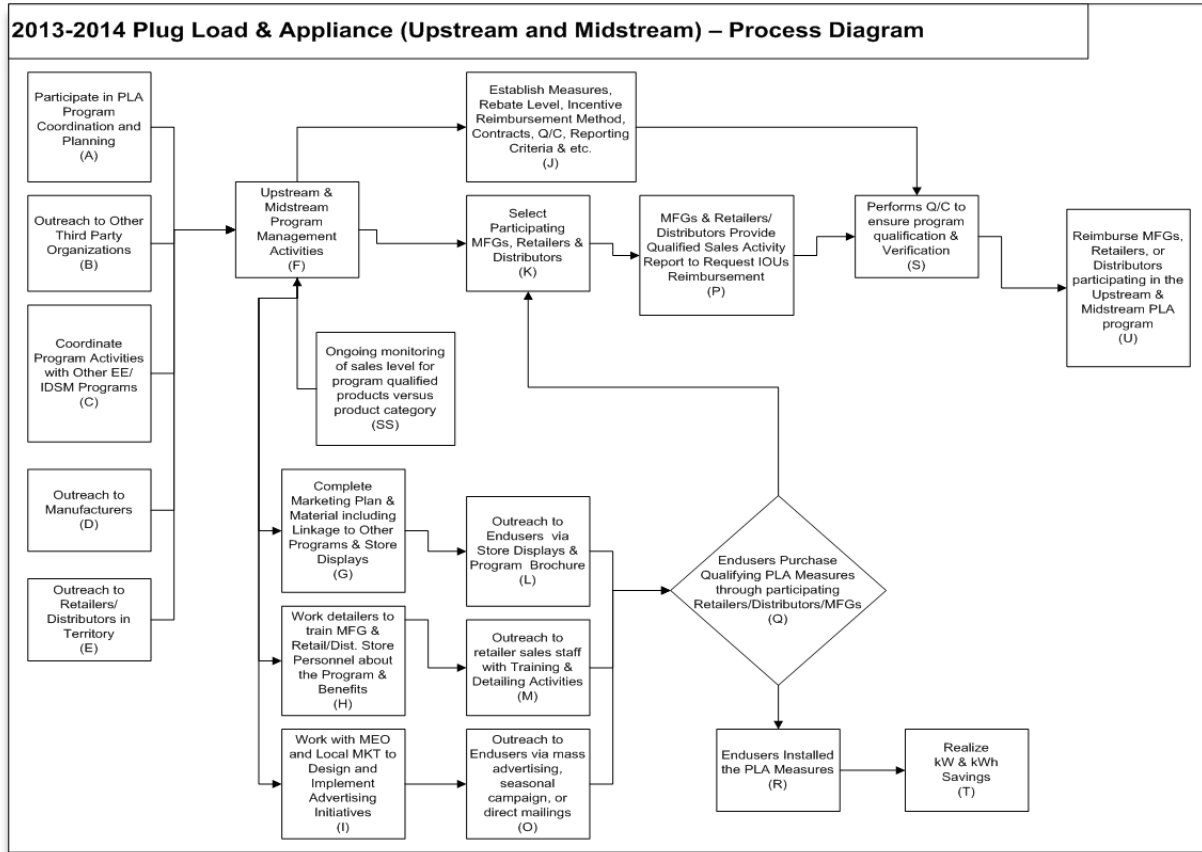 2013-2014 Plug Load & Appliance (Upstream and Midstream) – Process Diagram
Participate in PLA
Program
Coordination and
Planning
(A)
Outreach to Other
Third Party
Organizations
(B)
Coordinate
Program Activities
with Other EE/
IDSM Programs
(C)
Outreach to
Manufacturers
(D)
Outreach to
Retailers/
Distributors in
Territory
(E)
Upstream &
Midstream
Program
Management
Activities
(F)
Ongoing monitoring
of sales level for
program qualified
products versus
product category
(SS)
Complete
Marketing Plan &
Material including
Linkage to Other
Programs & Store
Displays
(G)
Work detailers to
train MFG &
Retail/Dist. Store
Personnel about
the Program &
Benefits
(H)
Work with MEO
and Local MKT to
Design and
Implement
Advertising
Initiatives
(I)
Establish Measures,
Rebate Level, Incentive
Reimbursement Method,
Contracts, Q/C, Reporting
Criteria & etc.
(J)
Select
Participating
MFGs, Retailers &
Distributors
(K)
Outreach to
Endusers via
Store Displays &
Program Brochure
(L)
Outreach to
retailer sales staff
with Training &
Detailing Activities
(M)
Outreach to
Endusers via mass
advertising,
seasonal
campaign, or
direct mailings
(O)
MFGs & Retailers/
Distributors Provide
Qualified Sales Activity
Report to Request IOUs
Reimbursement
(P)
Endusers Purchase
Qualifying PLA Measures
through participating
Retailers/Distributors/MFGs
(Q)
Endusers Installed
the PLA Measures
(R)
Performs Q/C to
ensure program
qualification &
Verification
(S)
Realize
kW & kWh
Savings
(T)
Reimburse MFGs,
Retailers, or
Distributors
participating in the
Upstream &
Midstream PLA
program
(U)